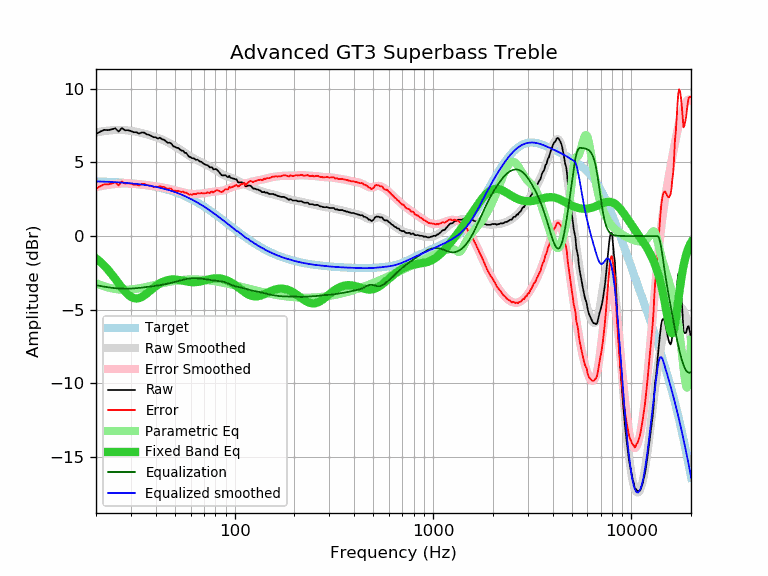 Advanced GT3 Superbass Treble
Amplitude (dBr)
10
5
0
−5
−10
−15
Target
Raw Smoothed
Error Smoothed
Raw
Error
Parametric Eq
Fixed Band Eq
Equalization
Equalized smoothed
100
1000
10000
Frequency (Hz)